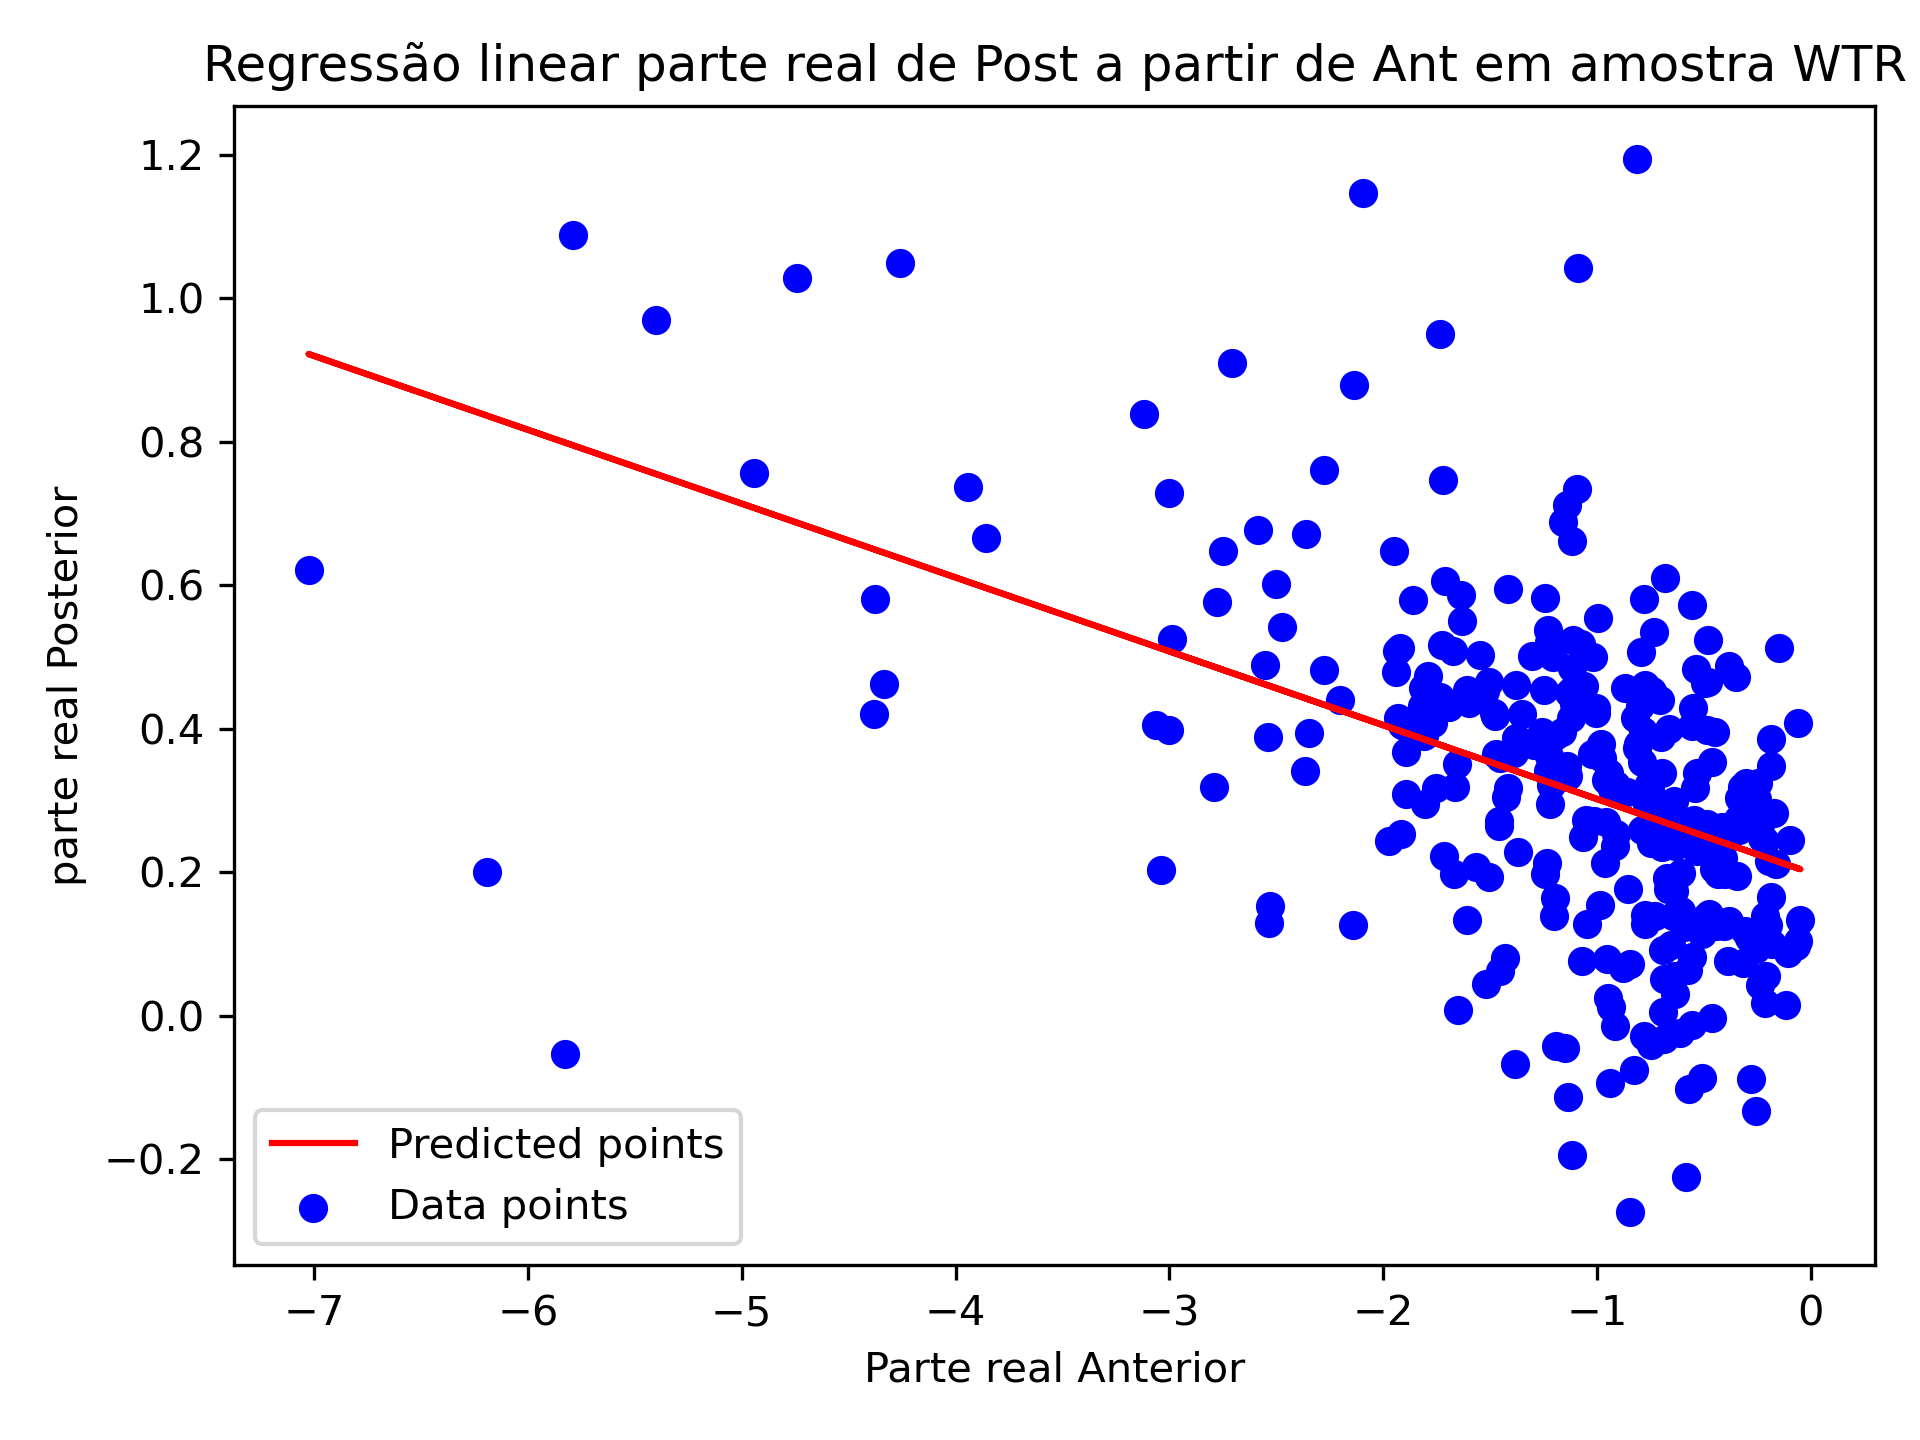 Regressão linear parte real de Post a partir de Ant em amostra WTR
1.2
1.0
0.8
0.6
0.4
0.2
0.0
−0.2
parte real Posterior
Predicted points
Data points
−7 −6 −5 −4 −3 −2 −1 0
Parte real Anterior